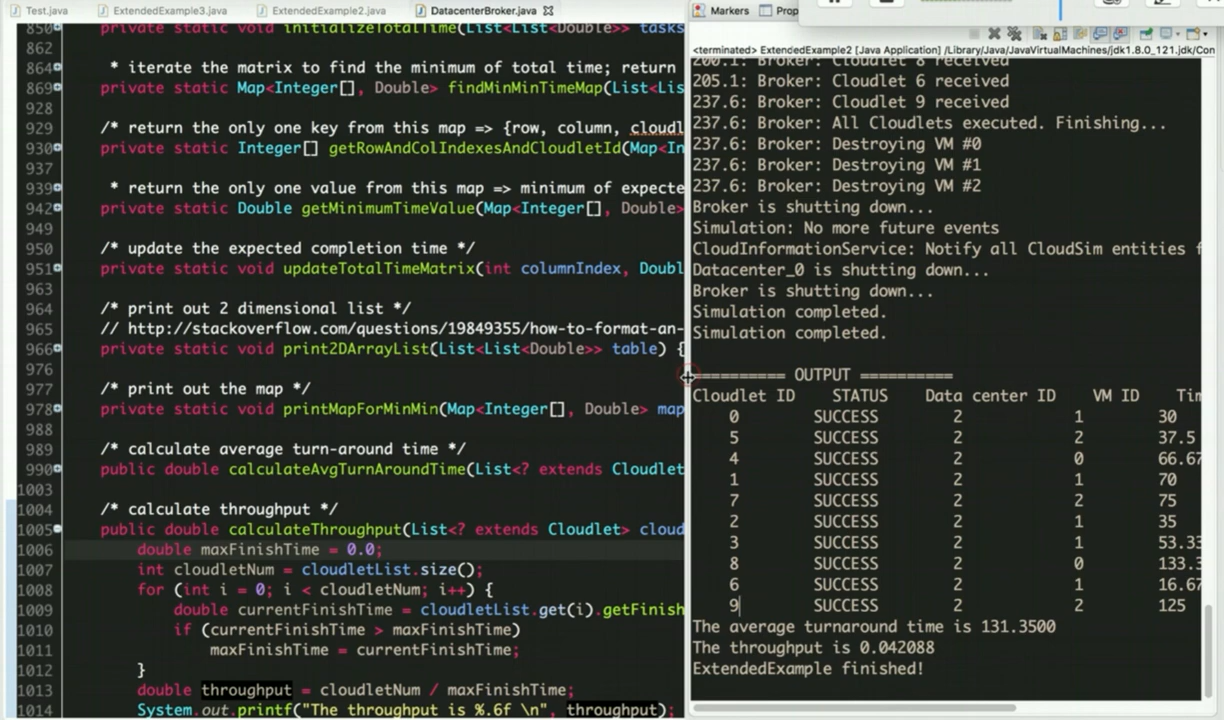 Test.java ExtendedExample3.java ExtendedExample2.java DatacenterBroker.java
850 private static void initializeTotalTime(List<List<Double>> tasks
862
864 * iterate the matrix to find the minimum of total time; return
869 private static Map<Integer[], Double> findMinMinTimeMap(List<Lis
928
929 /* return the only one key from this map => {row, column, cloudl
930 private static Integer[] getRowAndColIndexesAndCloudletId(Map<In
937
939 * return the only one value from this map => minimum of expecte
942 private static Double getMinimumTimeValue(Map<Integer[], Double>
949
950 /* update the expected completion time */
951 private static void updateTotalTimeMatrix(int columnIndex, Doubl
963
964 /* print out 2 dimensional list */
965 // http://stackoverflow.com/questions/19849355/how-to-format-an-
966 private static void print2DArrayList(List<List<Double>> table) {
976
977 /* print out the map */
978 private static void printMapForMinMin(Map<Integer[], Double> map
988
989 /* calculate average turn-around time */
990 public double calculateAvgTurnAroundTime(List<? extends Cloudlet
1003
1004 /* calculate throughput */
1005 public double calculateThroughput(List<? extends Cloudlet> cloud
1006 double maxFinishTime = 0.0;
1007 int cloudletNum = cloudletList.size();
1008 for (int i = 0; i < cloudletNum; i++) {
1009 double currentFinishTime = cloudletList.get(i).getFinish
1010 if (currentFinishTime > maxFinishTime)
1011 maxFinishTime = currentFinishTime;
1012 }
1013 double throughput = cloudletNum / maxFinishTime;
1014 System.out.printf("The throughput is %.6f \n", throughput);
Markers Prop
<terminated> ExtendedExample2 [Java Application] /Library/Java/JavaVirtualMachines/jdk1.8.0_121.jdk/Con
200.1: Broker: Cloudlet 8 received
205.1: Broker: Cloudlet 6 received
237.6: Broker: Cloudlet 9 received
237.6: Broker: All Cloudlets executed. Finishing...
237.6: Broker: Destroying VM #0
237.6: Broker: Destroying VM #1
237.6: Broker: Destroying VM #2
Broker is shutting down...
Simulation: No more future events
CloudInformationService: Notify all CloudSim entities f
Datacenter_0 is shutting down...
Broker is shutting down...
Simulation completed.
Simulation completed.
========== OUTPUT ==========
Cloudlet ID STATUS Data center ID VM ID Tim
0 SUCCESS 2 1 30
5 SUCCESS 2 2 37.5
4 SUCCESS 2 0 66.67
1 SUCCESS 2 1 70
7 SUCCESS 2 2 75
2 SUCCESS 2 1 35
3 SUCCESS 2 1 53.33
8 SUCCESS 2 0 133.3
6 SUCCESS 2 1 16.67
9 SUCCESS 2 2 125
The average turnaround time is 131.3500
The throughput is 0.042088
ExtendedExample finished!